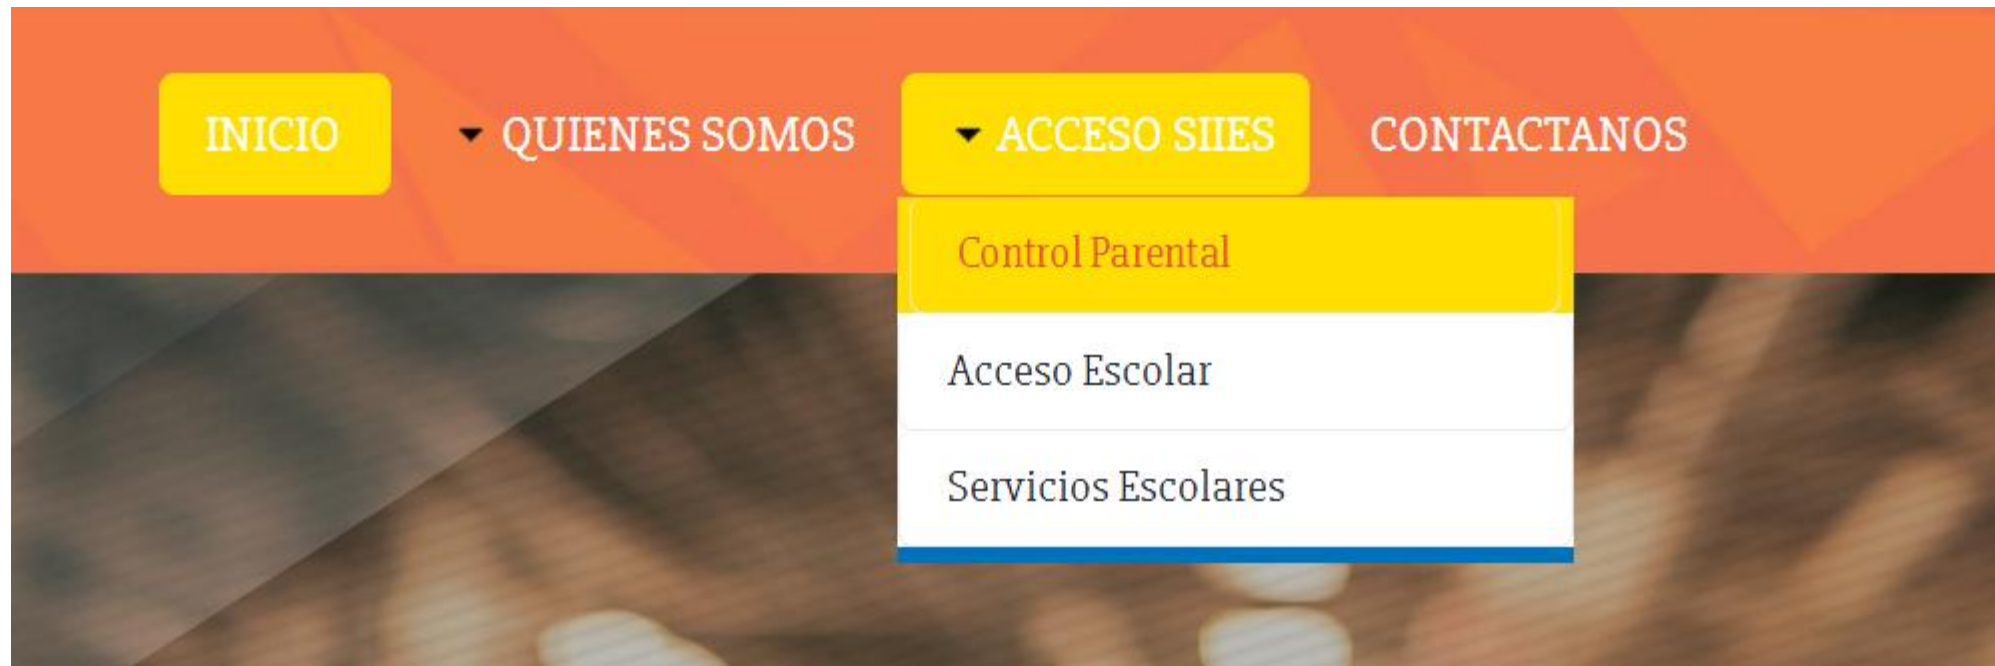 INICIO QUIENES SOMOS ACCESO SIIES CONTACTANOS
Control Parental
Acceso Escolar
Servicios Escolares